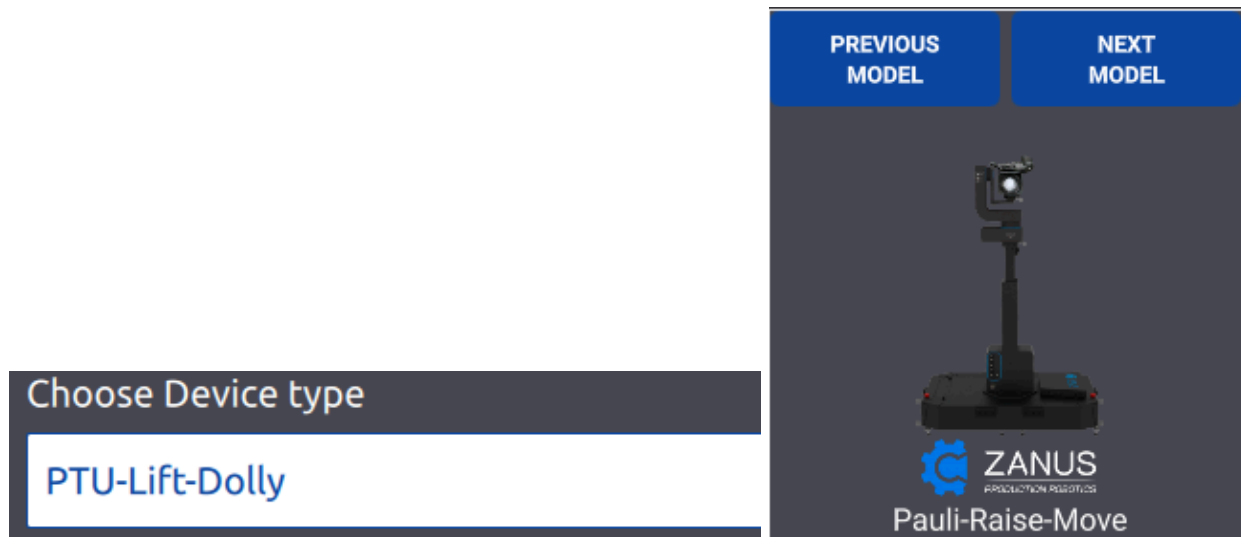 Choose Device type
PTU-Lift-Dolly
PREVIOUS
MODEL
NEXT
MODEL
ZANUS
PRODUCTION ROBOTICS
Pauli-Raise-Move